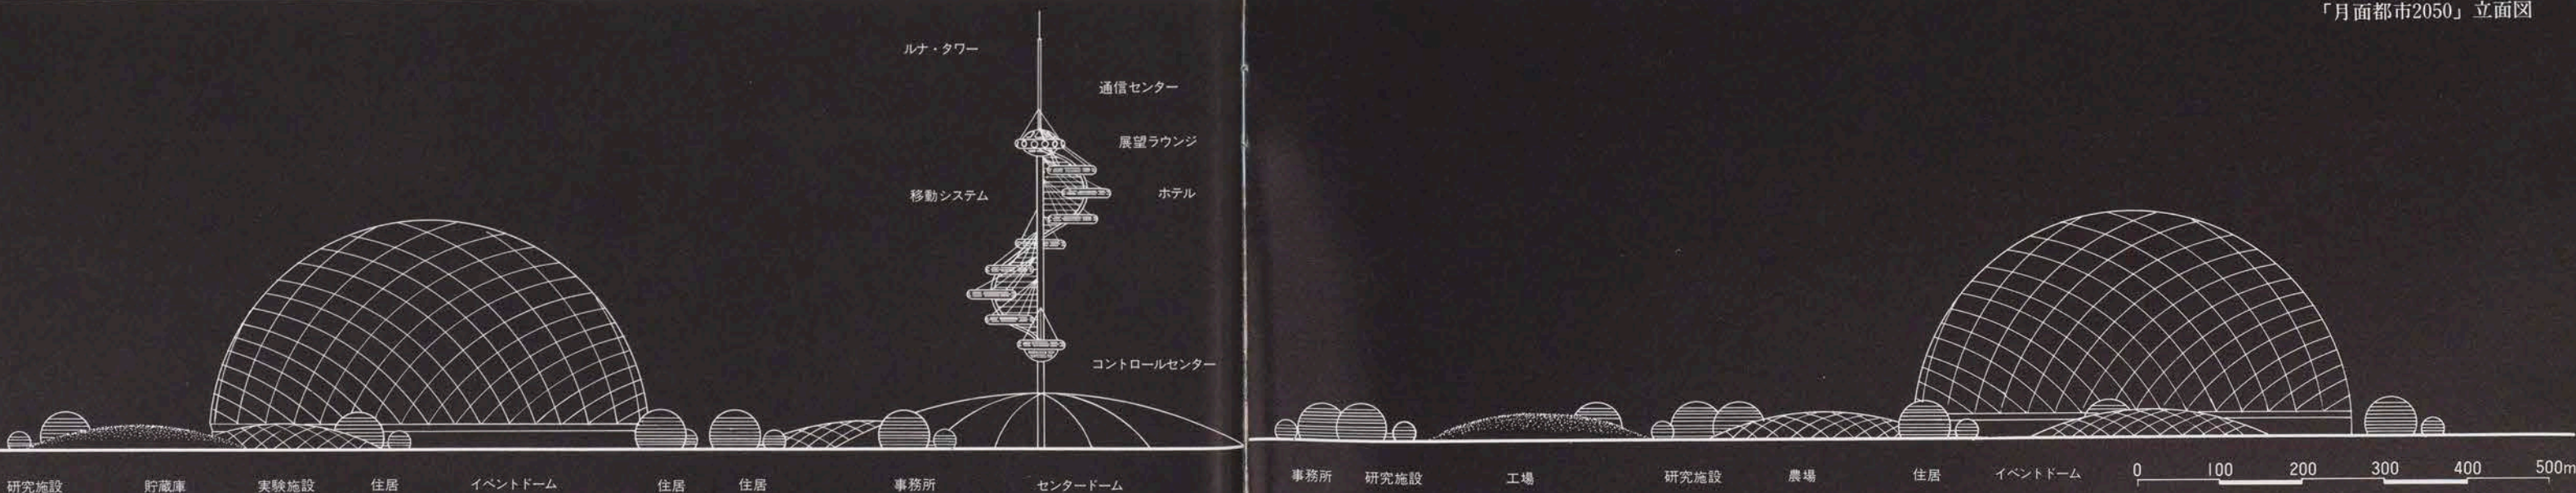 「月面都市2050」立面図
ルナ・タワー
通信センター
展望ラウンジ
移動システム
ホテル
コントロールセンター
研究施設
貯蔵庫
実験施設
住居
イベントドーム
住居
住居
事務所
センタードーム
事務所
研究施設
工場
研究施設
農場
住居
イベントドーム
0 100 200 300 400 500m